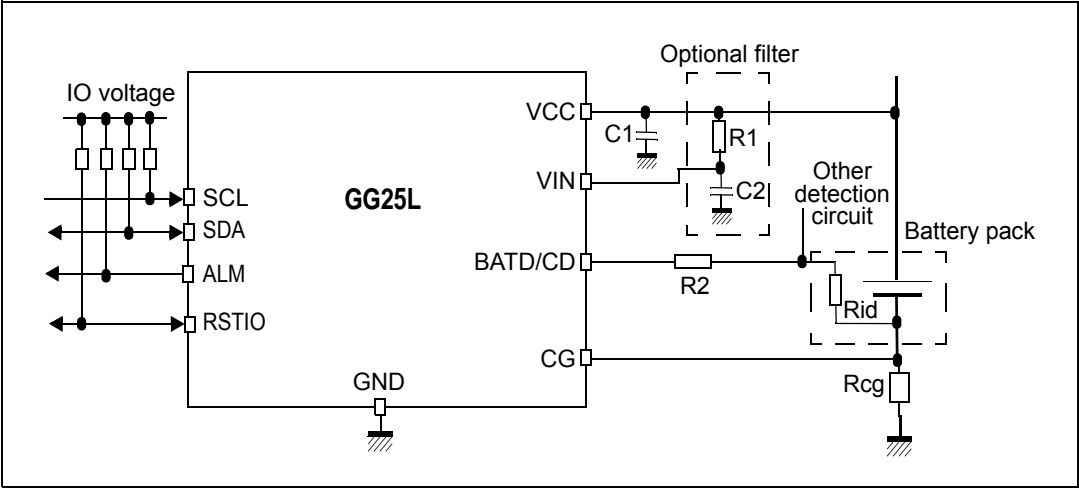 Optional filter
IO voltage
VCC
C1
R1
VIN
C2
Other
detection
circuit
SCL
GG25L
SDA
Battery pack
BATD/CD
R2
ALM
Rid
RSTIO
CG
GND
Rcg